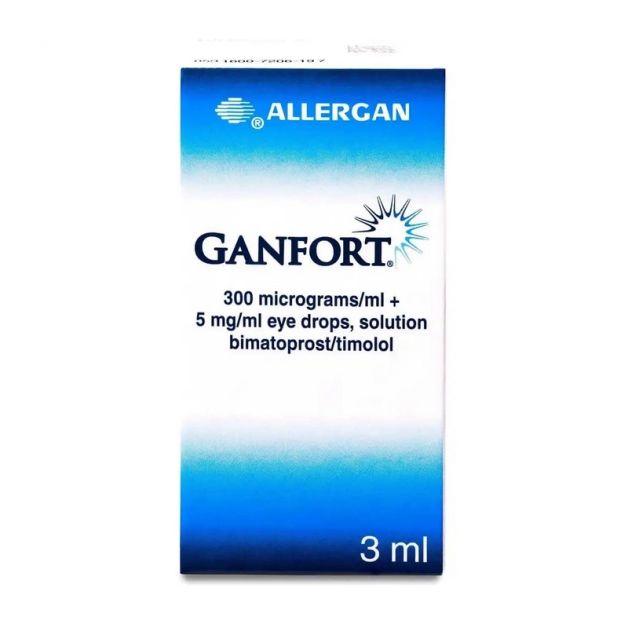 ALLERGAN
GANFORT®
300 micrograms/ml +
5 mg/ml eye drops, solution
bimatoprost/timolol
3 ml